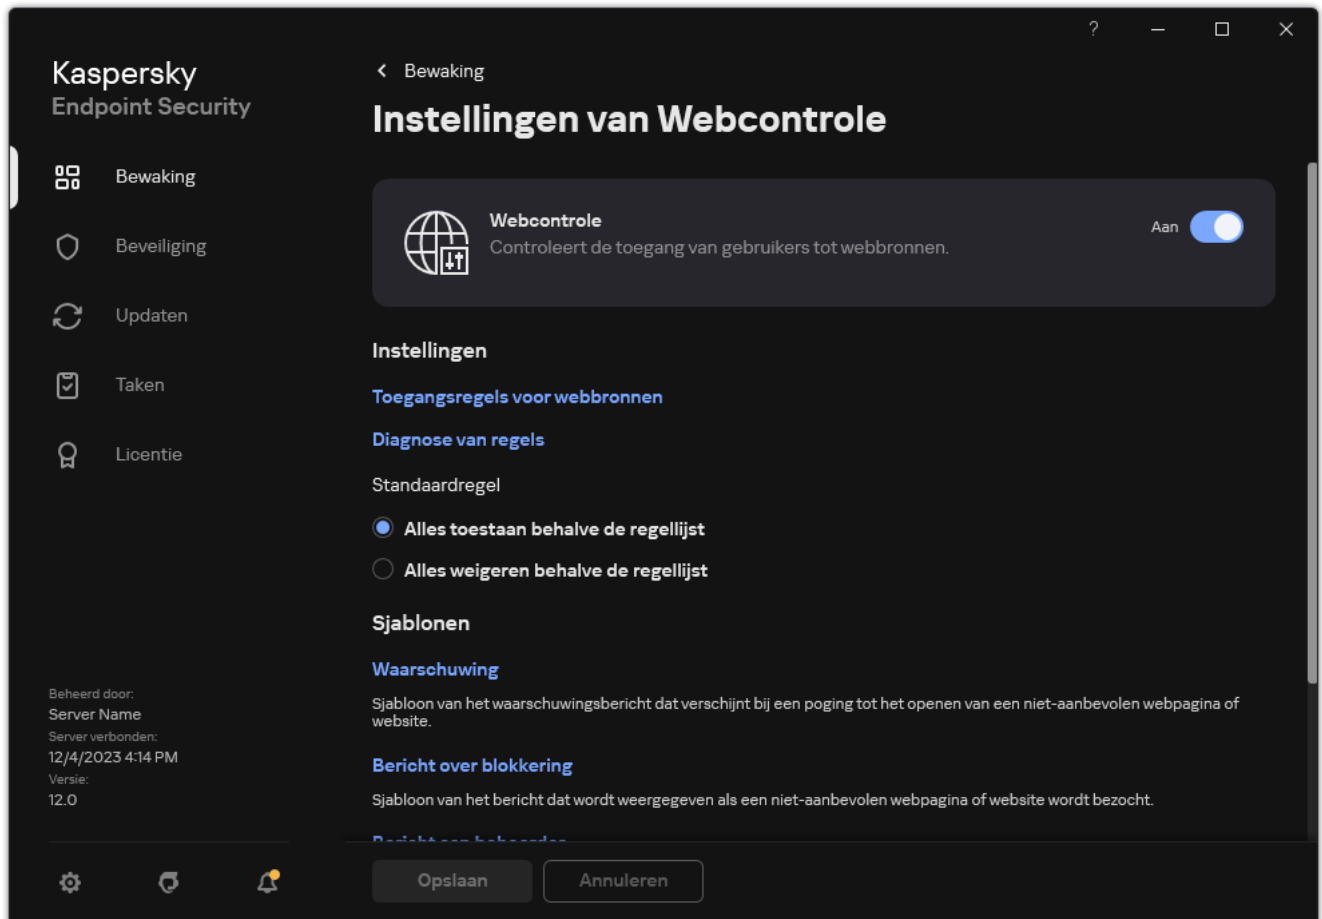 ?
Kaspersky
Endpoint Security
Bewaking
Beveiliging
Updaten
Taken
Licentie
Beheerd door:
Server Name
Server verbonden:
12/4/2023 4:14 PM
Versie:
12.0
Bewaking
Instellingen van Webcontrole
Webcontrole
Controleert de toegang van gebruikers tot webbronnen.
Aan
Instellingen
Toegangsregels voor webbronnen
Diagnose van regels
Standaardregel
Alles toestaan behalve de regellijst
Alles weigeren behalve de regellijst
Sjablonen
Waarschuwing
Sjabloon van het waarschuwingsbericht dat verschijnt bij een poging tot het openen van een niet-aanbevolen webpagina of
website.
Bericht over blokkering
Sjabloon van het bericht dat wordt weergegeven als een niet-aanbevolen webpagina of website wordt bezocht.
Bericht aan beheerder
Opslaan
Annuleren